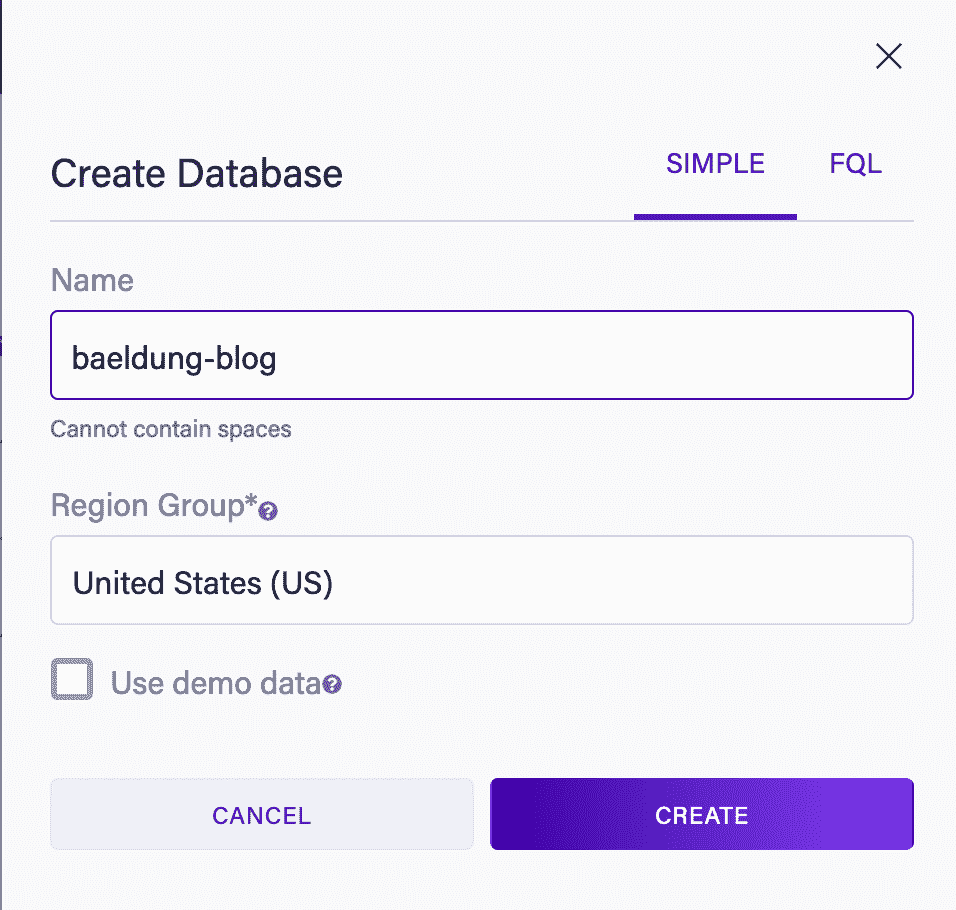 Create Database
SIMPLE
FQL
Name
baeldung-blog
Cannot contain spaces
Region Group*?
United States (US)
Use demo data?
CANCEL
CREATE